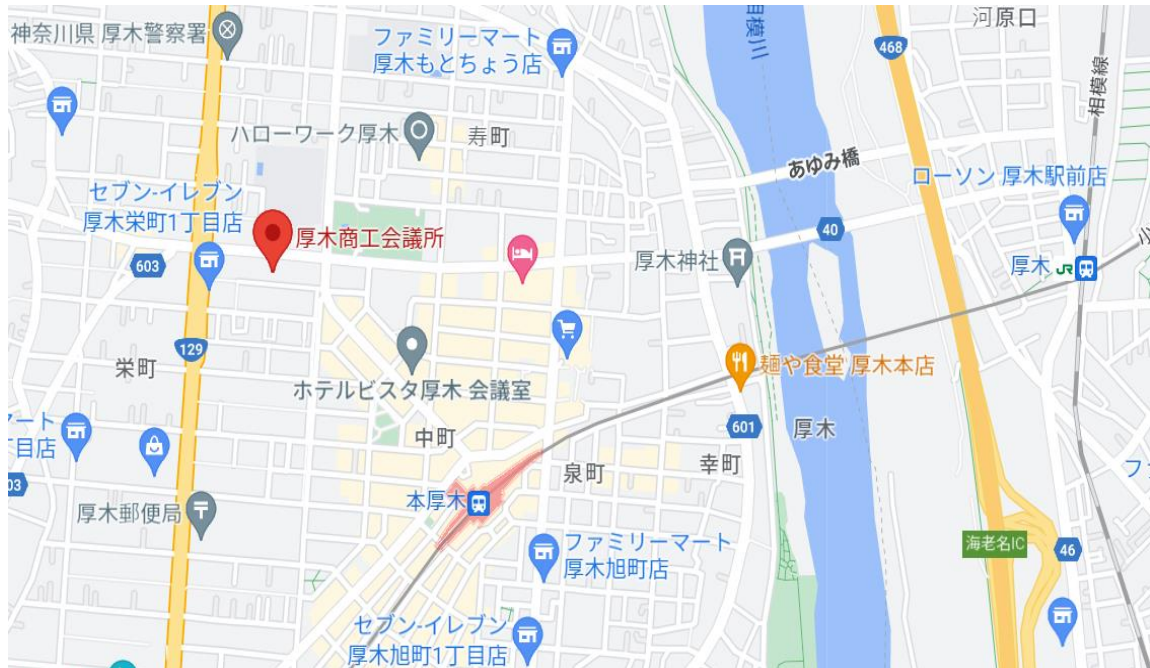 神奈川県 厚木警察署
ファミリーマート
厚木もとちょう店
相模川
468
河原口
相模線
ハローワーク厚木
寿町
あゆみ橋
セブン-イレブン
厚木栄町1丁目店
ローソン 厚木駅前店
厚木商工会議所
40
603
厚木神社
厚木 JR
129
栄町
麺や食堂 厚木本店
ホテルビスタ厚木 会議室
マート
丁目店
中町
601
厚木
泉町
幸町
03
本厚木
ファ
厚木郵便局
ファミリーマート
厚木旭町店
海老名IC
46
セブン-イレブン
厚木旭町1丁目店